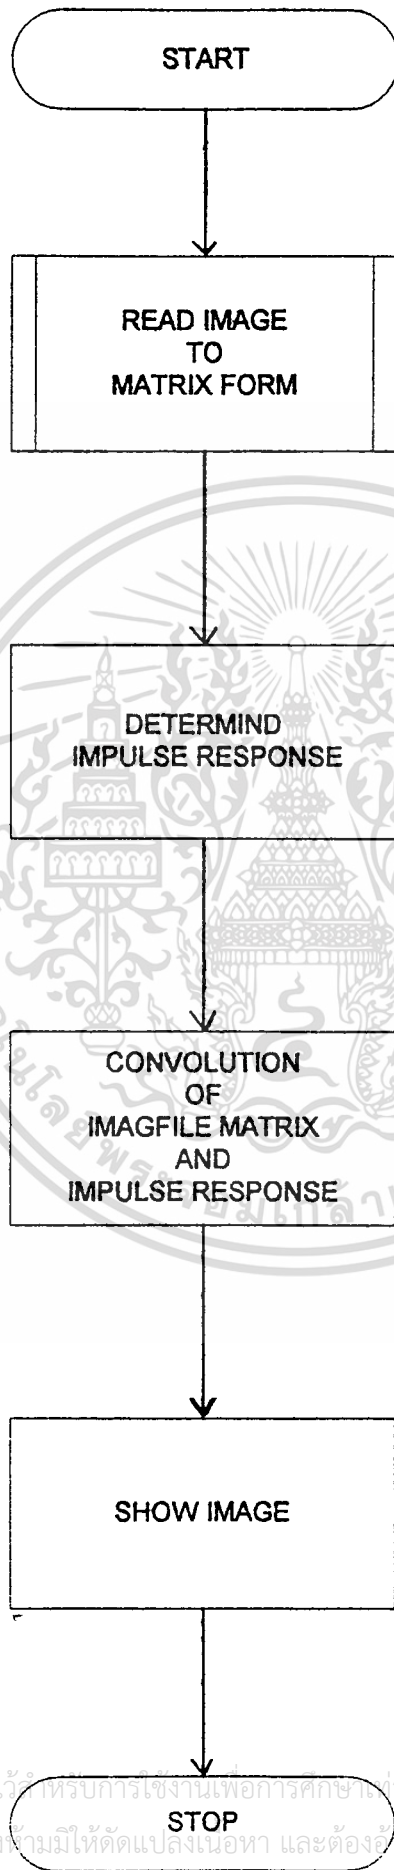 START
READ IMAGE
TO
MATRIX FORM
DETERMIND
IMPULSE RESPONSE
CONVOLUTION
OF
IMAGFILE MATRIX
AND
IMPULSE RESPONSE
SHOW IMAGE
STOP